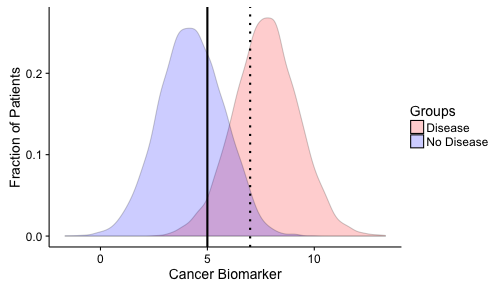 Fraction of Patients
0.2
0.1
0.0
0
5
10
Cancer Biomarker
Groups
Disease
No Disease